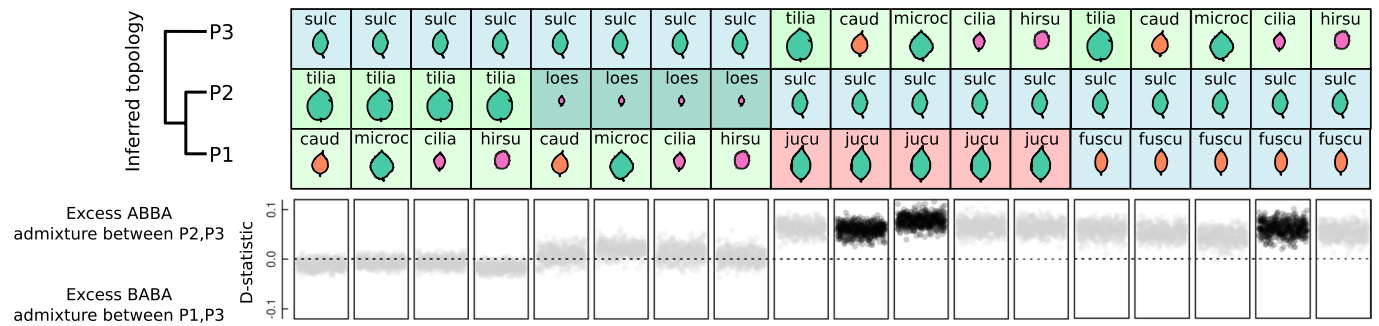 Inferred topology
P3
P2
P1
sulc sulc sulc sulc sulc sulc sulc sulc tilia caud microc cilia hirsu tilia caud microc cilia hirsu
tilia tilia tilia tilia loes loes loes loes sulc sulc sulc sulc sulc sulc sulc sulc sulc sulc
caud microc cilia hirsu caud microc cilia hirsu jucu jucu jucu jucu jucu fuscu fuscu fuscu fuscu fuscu
Excess ABBA
admixture between P2,P3
Excess BABA
admixture between P1,P3
D-statistic
0.1
0.0
-0.1